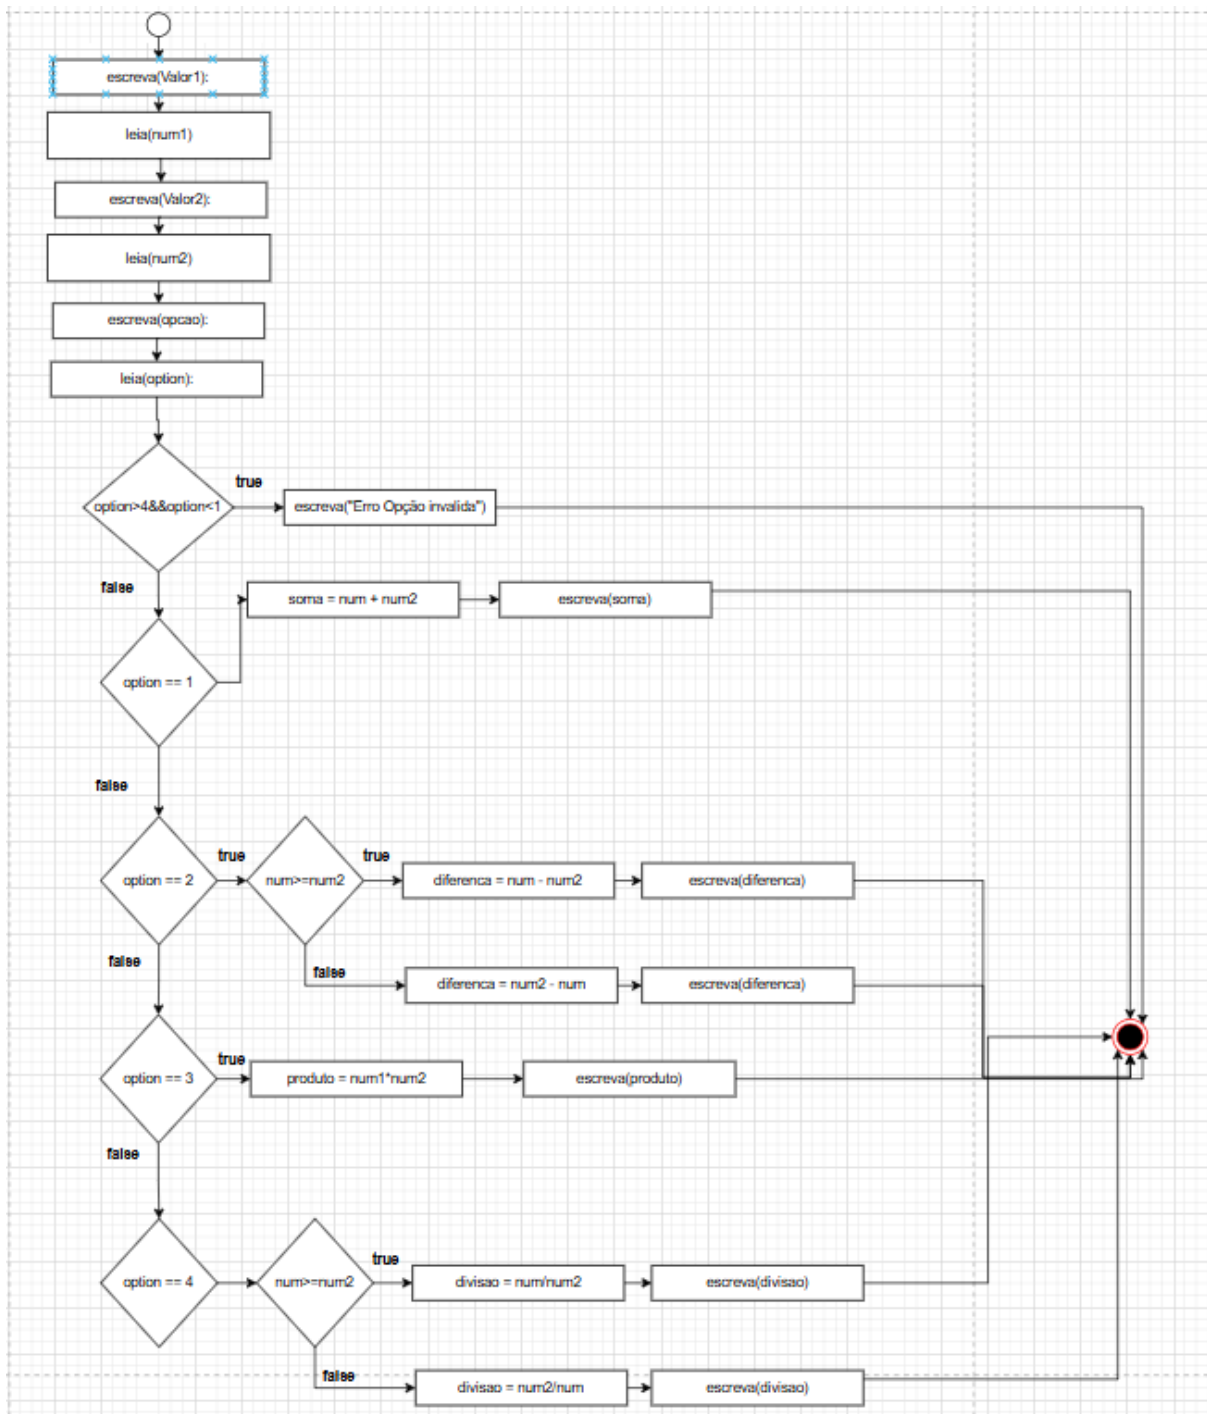 escreva(Valor1):
leia(num1)
escreva(Valor2):
leia(num2)
escreva(opcao):
leia(option):
option>4&&option<1
true
escreva("Erro Opção invalida")
false
soma = num + num2
escreva(soma)
option == 1
false
option == 2
true
num>=num2
true
diferenca = num - num2
escreva(diferenca)
false
false
diferenca = num2 - num
escreva(diferenca)
option == 3
true
produto = num1*num2
escreva(produto)
false
option == 4
num>=num2
true
divisao = num/num2
escreva(divisao)
false
divisao = num2/num
escreva(divisao)